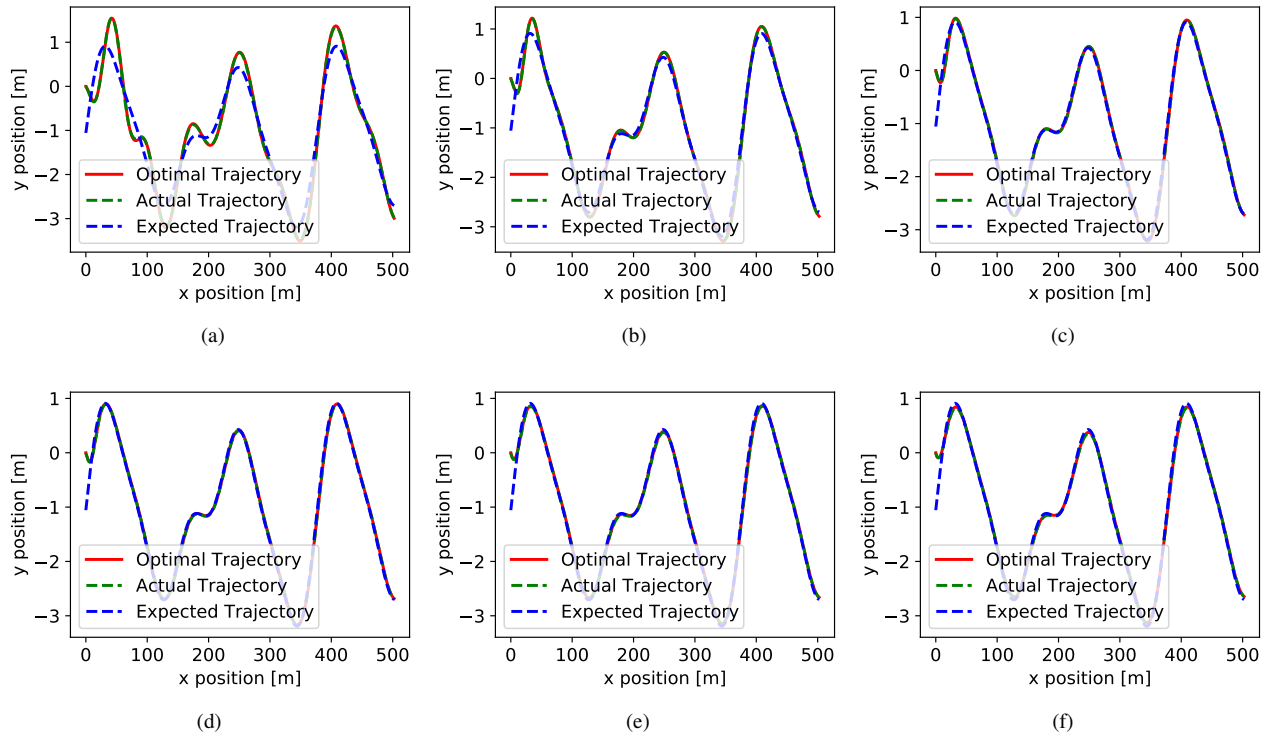 y position [m]
1
0
−1
−2
−3
Optimal Trajectory
Actual Trajectory
Expected Trajectory
0 100 200 300 400 500
x position [m]
(a)
y position [m]
1
0
−1
−2
−3
Optimal Trajectory
Actual Trajectory
Expected Trajectory
0 100 200 300 400 500
x position [m]
(b)
y position [m]
1
0
−1
−2
−3
Optimal Trajectory
Actual Trajectory
Expected Trajectory
0 100 200 300 400 500
x position [m]
(c)
y position [m]
1
0
−1
−2
−3
Optimal Trajectory
Actual Trajectory
Expected Trajectory
0 100 200 300 400 500
x position [m]
(d)
y position [m]
1
0
−1
−2
−3
Optimal Trajectory
Actual Trajectory
Expected Trajectory
0 100 200 300 400 500
x position [m]
(e)
y position [m]
1
0
−1
−2
−3
Optimal Trajectory
Actual Trajectory
Expected Trajectory
0 100 200 300 400 500
x position [m]
(f)